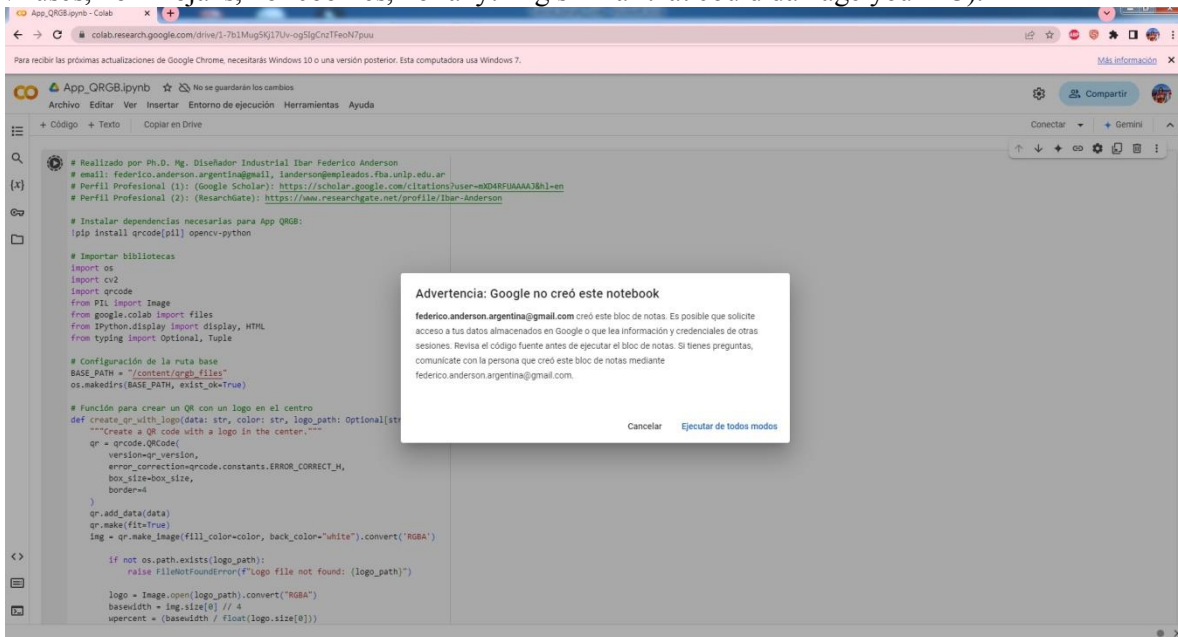 App_QRGB.ipynb - Colab
colab.research.google.com/drive/1-7b1Mug5Kj17Uv-og5IgCnzTFeoN7puu
Para recibir las próximas actualizaciones de Google Chrome, necesitarás Windows 10 o una versión posterior. Esta computadora usa Windows 7.
Más información
App_QRGB.ipynb
No se guardarán los cambios
Archivo Editar Ver Insertar Entorno de ejecución Herramientas Ayuda
Compartir
+ Código + Texto Copiar en Drive
Conectar
Gemini
# Realizado por Ph.D. Mg. Diseñador Industrial Ibar Federico Anderson
# email: federico.anderson.argentina@gmail, ianderson@empleados.fba.unlp.edu.ar
# Perfil Profesional (1): (Google Scholar): https://scholar.google.com/citations?user=mXD4RFUAAAAJ&hl=en
# Perfil Profesional (2): (ResarchGate): https://www.researchgate.net/profile/Ibar-Anderson
# Instalar dependencias necesarias para App QRGB:
!pip install qrcode[pil] opencv-python
# Importar bibliotecas
import os
import cv2
import qrcode
from PIL import Image
from google.colab import files
from IPython.display import display, HTML
from typing import Optional, Tuple
# Configuración de la ruta base
BASE_PATH = "/content/qrgb_files"
os.makedirs(BASE_PATH, exist_ok=True)
# Función para crear un QR con un logo en el centro
def create_qr_with_logo(data: str, color: str, logo_path: Optional[str
"""Create a QR code with a logo in the center."""
qr = qrcode.QRCode(
version=qr_version,
error_correction=qrcode.constants.ERROR_CORRECT_H,
box_size=box_size,
border=4
)
qr.add_data(data)
qr.make(fit=True)
img = qr.make_image(fill_color=color, back_color="white").convert('RGBA')
if not os.path.exists(logo_path):
raise FileNotFoundError(f"Logo file not found: {logo_path}")
logo = Image.open(logo_path).convert("RGBA")
basewidth = img.size[0] // 4
wpercent = (basewidth / float(logo.size[0]))
Advertencia: Google no creó este notebook
federico.anderson.argentina@gmail.com creó este bloc de notas. Es posible que solicite
acceso a tus datos almacenados en Google o que lea información y credenciales de otras
sesiones. Revisa el código fuente antes de ejecutar el bloc de notas. Si tienes preguntas,
comunícate con la persona que creó este bloc de notas mediante
federico.anderson.argentina@gmail.com.
Cancelar Ejecutar de todos modos